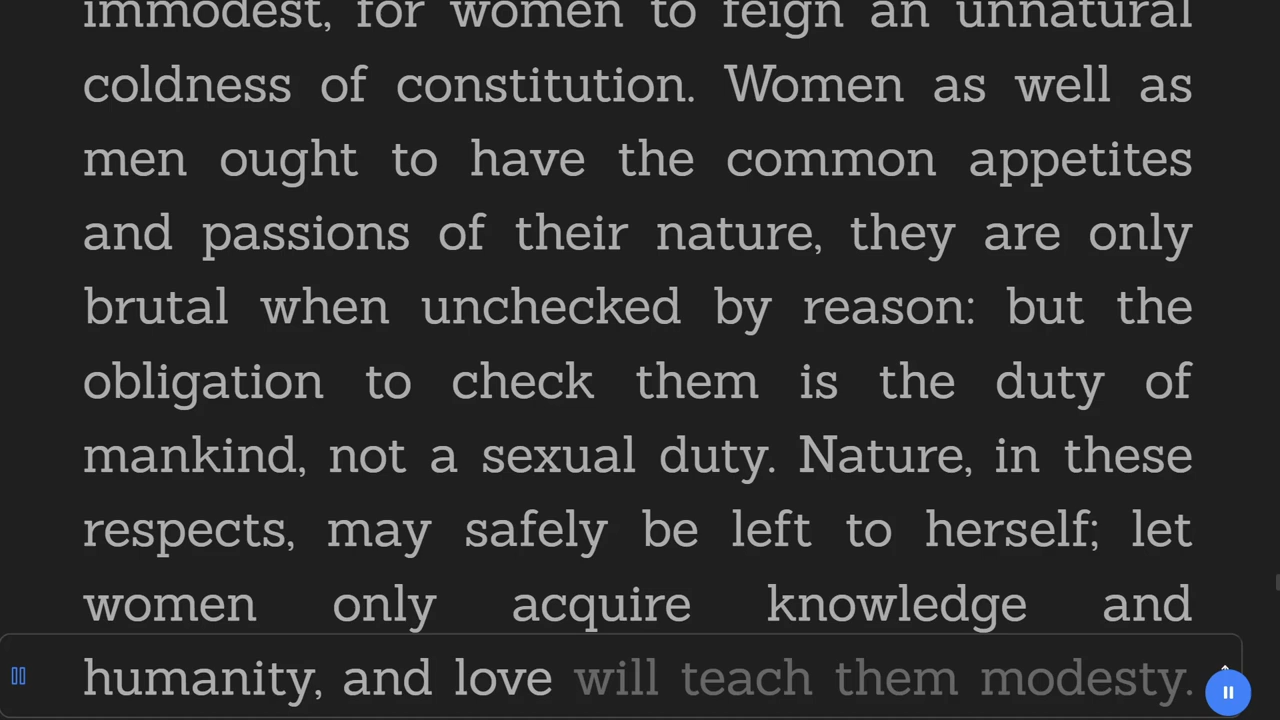 immodest, for women to feign an unnatural
coldness of constitution. Women as well as
men ought to have the common appetites
and passions of their nature, they are only
brutal when unchecked by reason: but the
obligation to check them is the duty of
mankind, not a sexual duty. Nature, in these
respects, may safely be left to herself; let
women only acquire knowledge and
humanity, and love will teach them modesty.